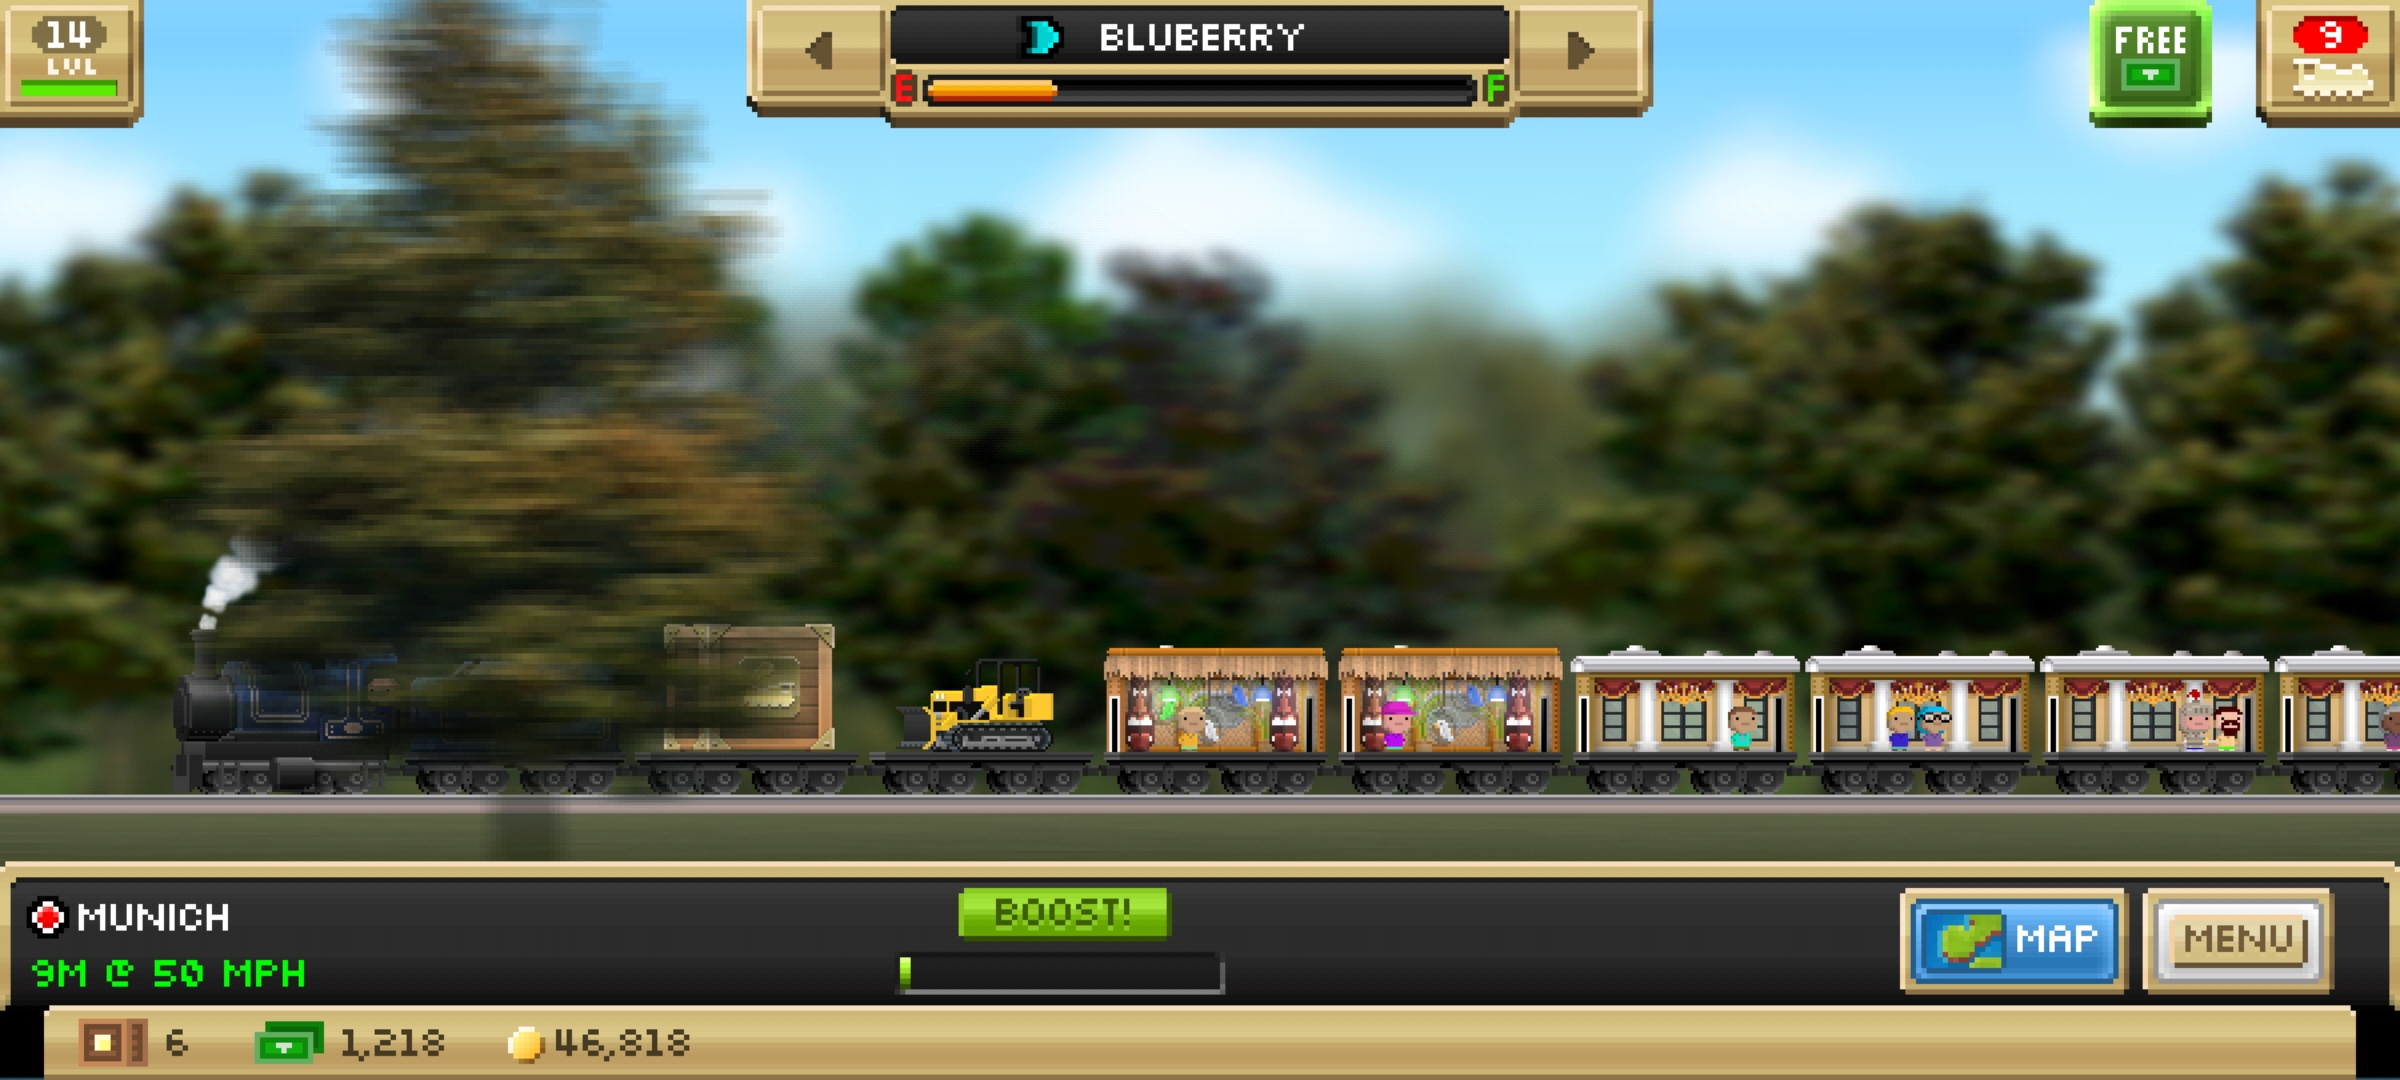 14
LVL
BLUBERRY
E F
FREE
9
MUNICH
9M @ 50 MPH
BOOST!
MAP
MENU
6
1,218
46,818